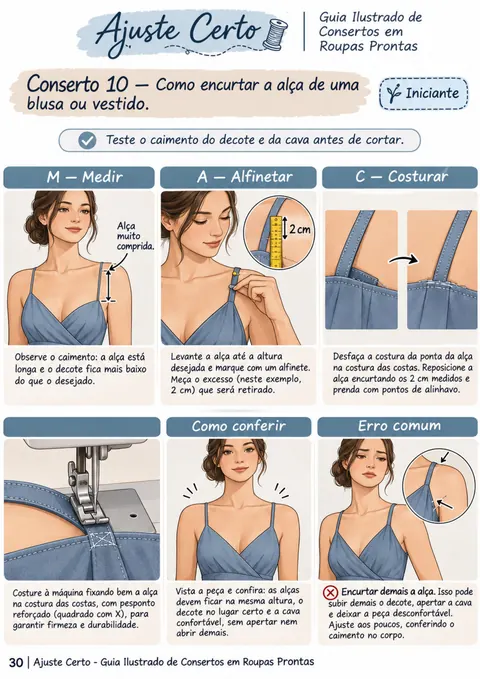 Ajuste Certo
Guia Ilustrado de
Consertos em
Roupas Prontas
Conserto 10 — Como encurtar a alça de uma
blusa ou vestido.
Iniciante
Teste o caimento do decote e da cava antes de cortar.
M — Medir
Alça
muito
comprida.
Observe o caimento: a alça está
longa e o decote fica mais baixo
do que o desejado.
A — Alfinetar
2 cm
Levante a alça até a altura
desejada e marque com um alfinete.
Meça o excesso (neste exemplo,
2 cm) que será retirado.
C — Costurar
Desfaça a costura da ponta da alça
na costura das costas. Reposicione a
alça encurtando os 2 cm medidos e
prenda com pontos de alinhavo.
Costure à máquina fixando bem a alça
na costura das costas, com pesponto
reforçado (quadrado com X), para
garantir firmeza e durabilidade.
Como conferir
Vista a peça e confira: as alças
devem ficar na mesma altura, o
decote no lugar certo e a cava
confortável, sem apertar nem
abrir demais.
Erro comum
Encurtar demais a alça. Isso pode
subir demais o decote, apertar a cava
e deixar a peça desconfortável.
Ajuste aos poucos, conferindo o
caimento no corpo.
30 | Ajuste Certo - Guia Ilustrado de Consertos em Roupas Prontas